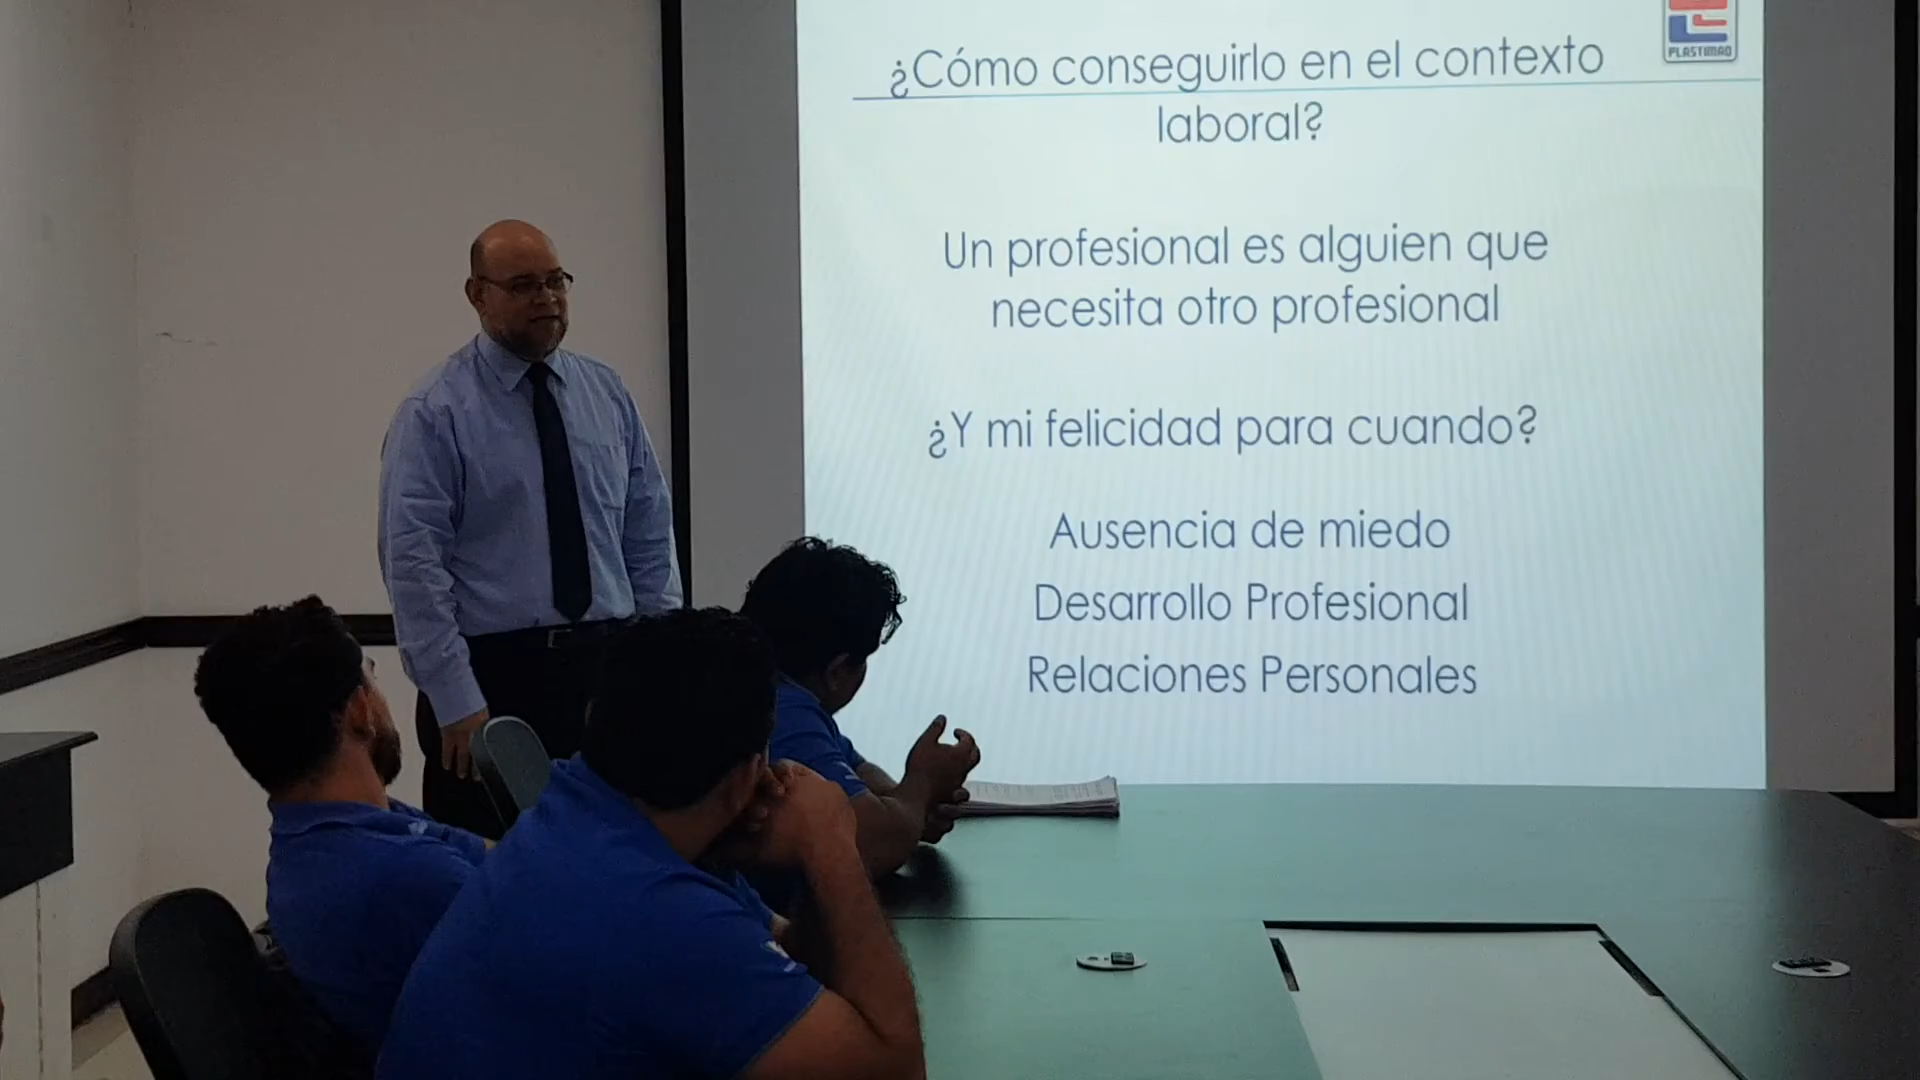 PLASTIMAQ
¿Cómo conseguirlo en el contexto
laboral?
Un profesional es alguien que
necesita otro profesional
¿Y mi felicidad para cuando?
Ausencia de miedo
Desarrollo Profesional
Relaciones Personales